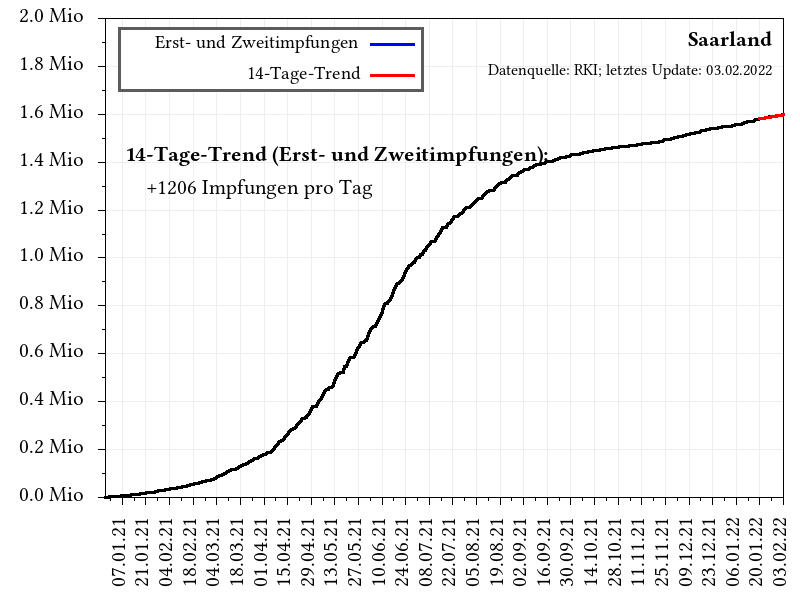 2.0 Mio
1.8 Mio
1.6 Mio
1.4 Mio
1.2 Mio
1.0 Mio
0.8 Mio
0.6 Mio
0.4 Mio
0.2 Mio
0.0 Mio
Erst- und Zweitimpfungen
14-Tage-Trend
Saarland
Datenquelle: RKI; letztes Update: 03.02.2022
14-Tage-Trend (Erst- und Zweitimpfungen):
+1206 Impfungen pro Tag
07.01.21
21.01.21
04.02.21
18.02.21
04.03.21
18.03.21
01.04.21
15.04.21
29.04.21
13.05.21
27.05.21
10.06.21
24.06.21
08.07.21
22.07.21
05.08.21
19.08.21
02.09.21
16.09.21
30.09.21
14.10.21
28.10.21
11.11.21
25.11.21
09.12.21
23.12.21
06.01.22
20.01.22
03.02.22